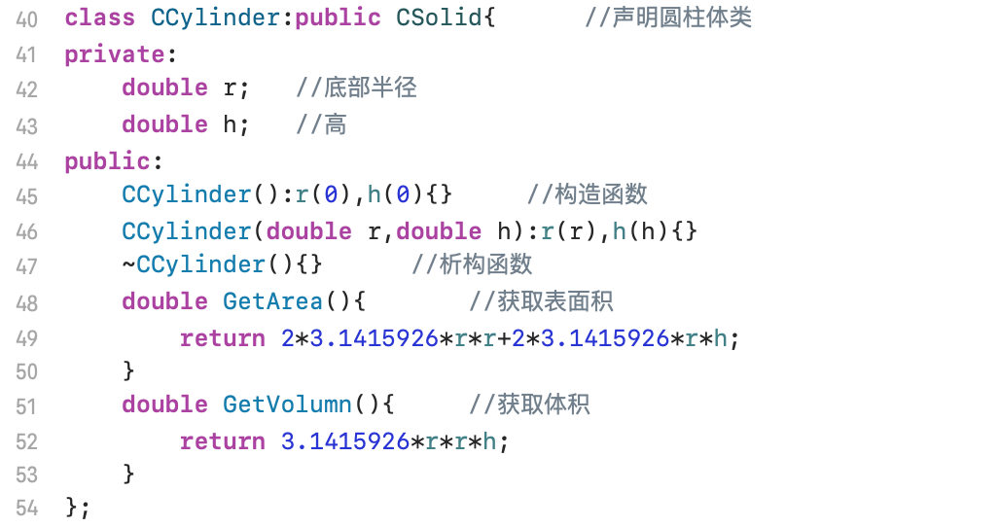 40 class CCylinder:public CSolid{ //声明圆柱体类
41 private:
42 double r; //底部半径
43 double h; //高
44 public:
45 CCylinder():r(0),h(0){} //构造函数
46 CCylinder(double r,double h):r(r),h(h){}
47 ~CCylinder(){} //析构函数
48 double GetArea(){ //获取表面积
49 return 2*3.1415926*r*r+2*3.1415926*r*h;
50 }
51 double GetVolumn(){ //获取体积
52 return 3.1415926*r*r*h;
53 }
54 };